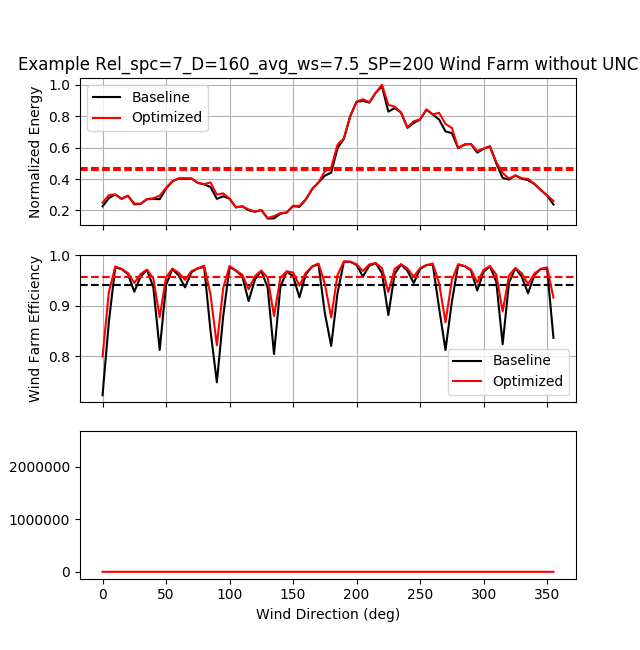 Example Rel_spc=7_D=160_avg_ws=7.5_SP=200 Wind Farm without UNC
1.0
0.8
0.6
0.4
0.2
Normalized Energy
Baseline
Optimized
1.0
0.9
0.8
Wind Farm Efficiency
Baseline
Optimized
2000000
1000000
0
0 50 100 150 200 250 300 350
Wind Direction (deg)